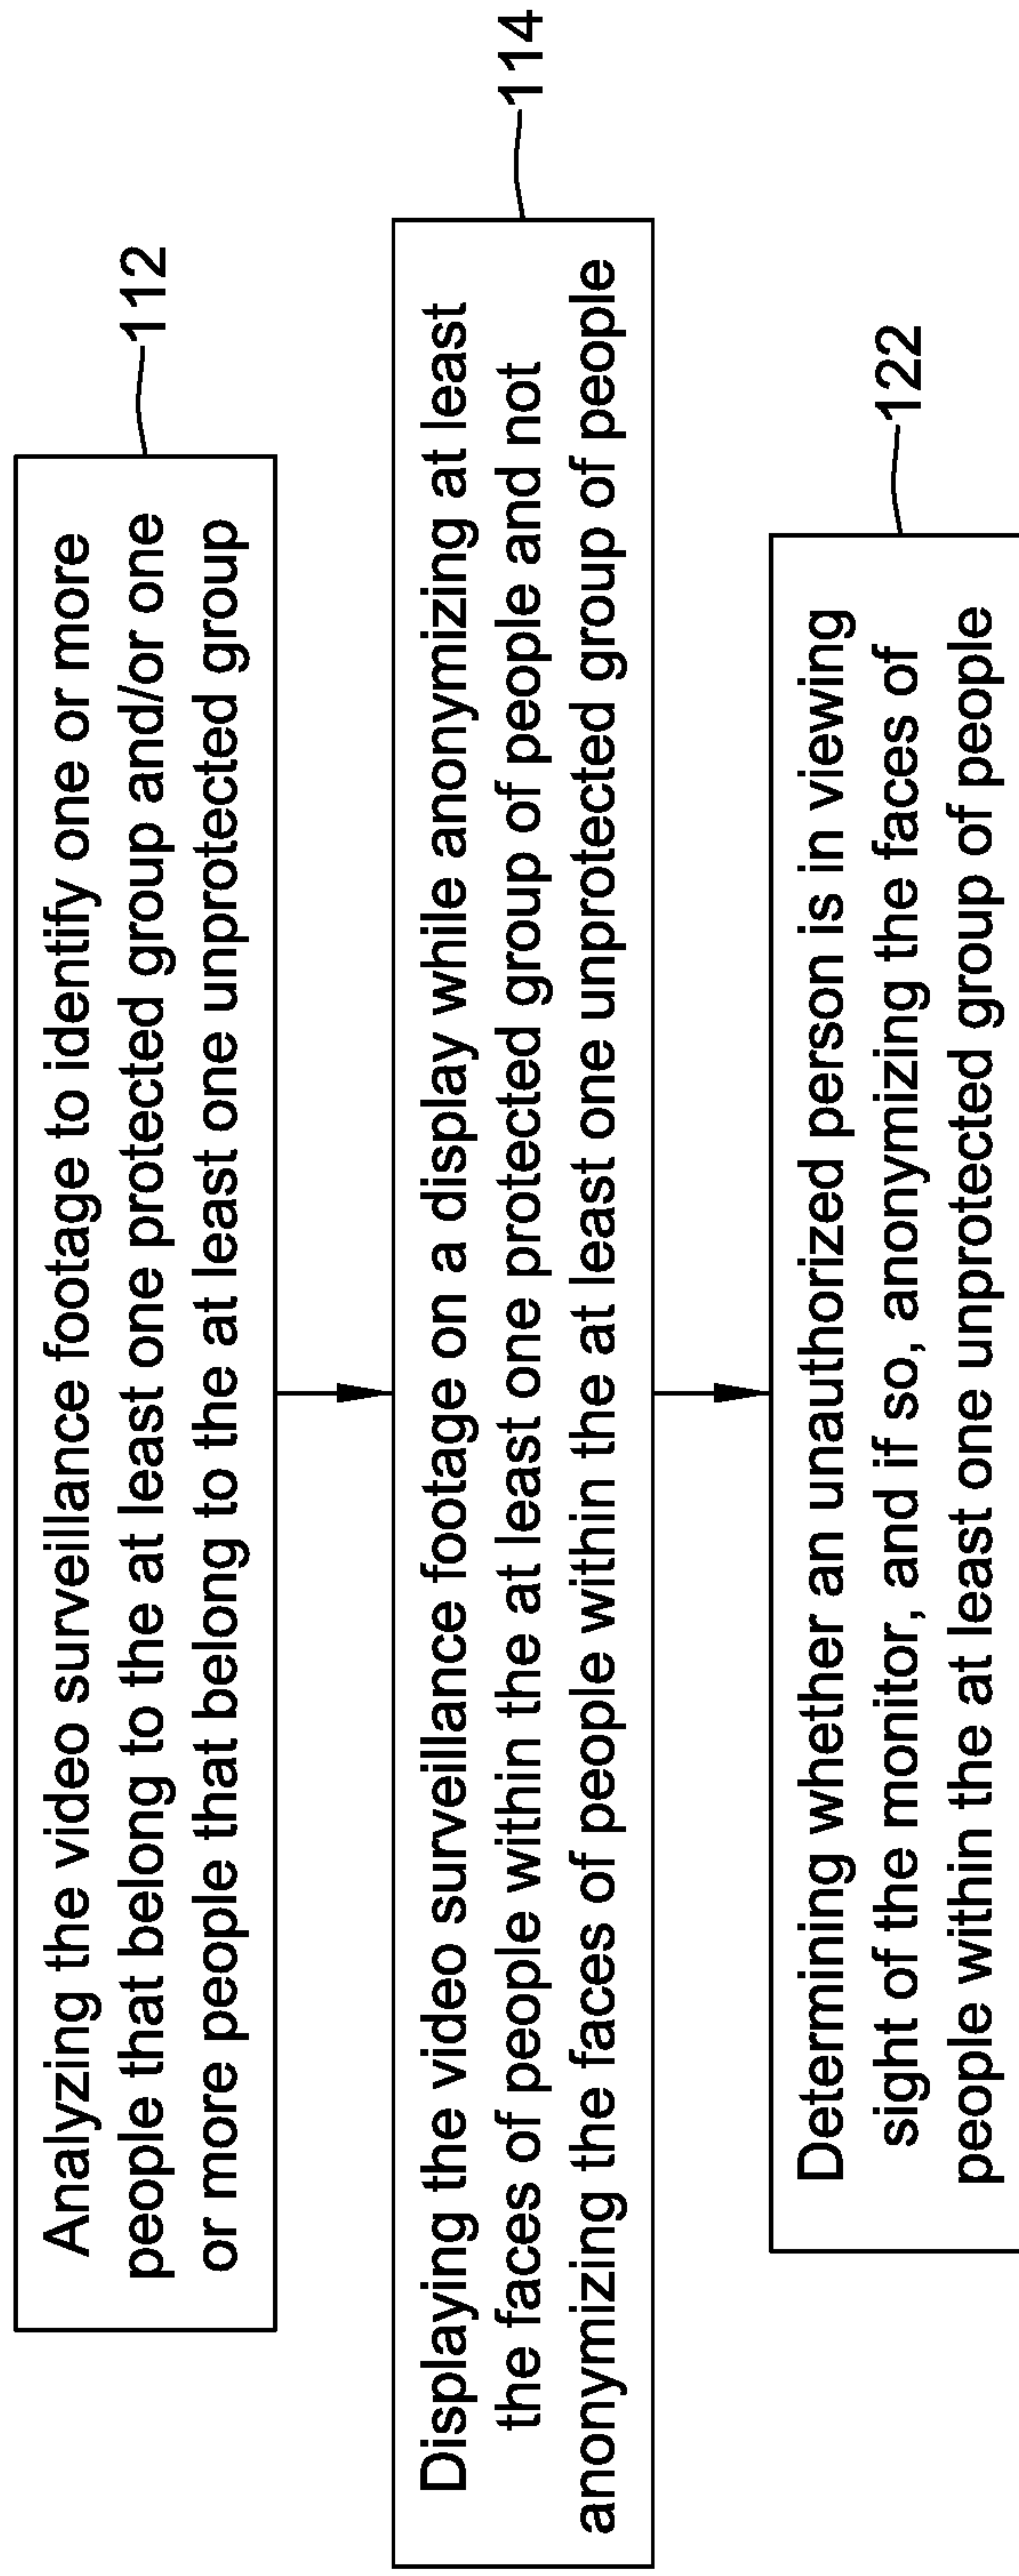 Analyzing the video surveillance footage to identify one or more
people that belong to the at least one protected group and/or one
or more people that belong to the at least one unprotected group
112
Displaying the video surveillance footage on a display while anonymizing at least
the faces of people within the at least one protected group of people and not
anonymizing the faces of people within the at least one unprotected group of people
114
Determining whether an unauthorized person is in viewing
sight of the monitor, and if so, anonymizing the faces of
people within the at least one unprotected group of people
122